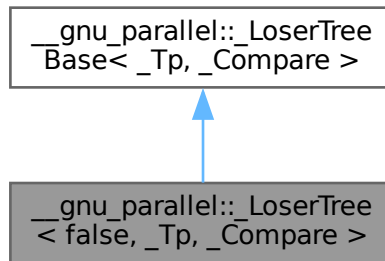 __gnu_parallel::_LoserTree
Base< _Tp, _Compare >
__gnu_parallel::_LoserTree
< false, _Tp, _Compare >